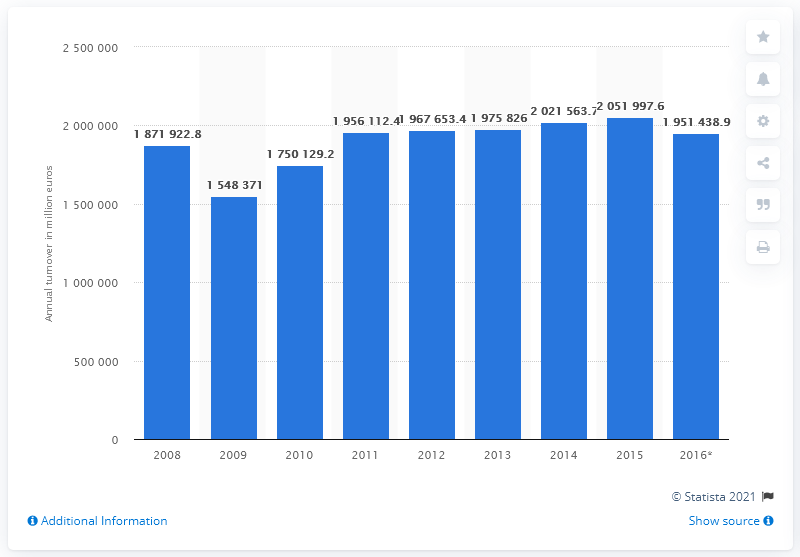 2 500 000
2 000 000
1 500 000
1 000 000
500 000
0
Annual turnover in million euros
1 871 922.8
1 548 371
1 750 129.2
1 956 112.4
1 967 653.4
1 975 826
2 021 563.7
2 051 997.6
1 951 438.9
2008 2009 2010 2011 2012 2013 2014 2015 2016*
© Statista 2021
Additional Information
Show source